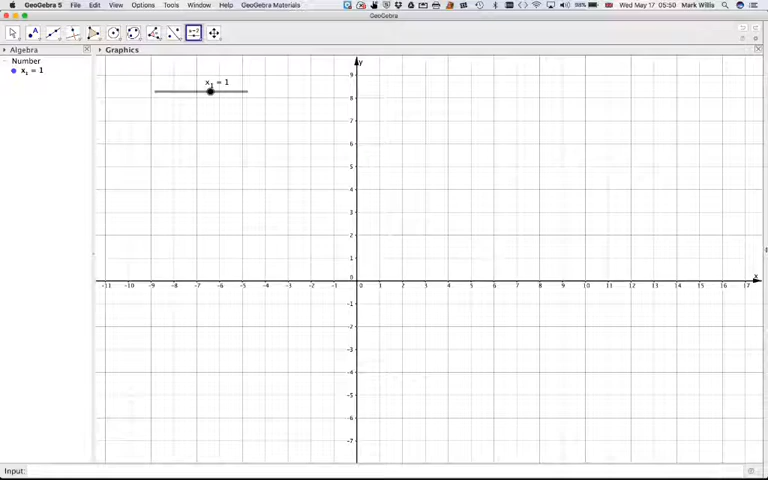 GeoGebra 5 File Edit View Options Tools Window Help GeoGebra Materials 98% Wed May 17 05:50 Mark Willis
GeoGebra
A a=2
Algebra Graphics
Number
x₁ = 1
x₁ = 1
y
9
8
7
6
5
4
3
2
1
0
x
-11 -10 -9 -8 -7 -6 -5 -4 -3 -2 -1 0 1 2 3 4 5 6 7 8 9 10 11 12 13 14 15 16 17
-1
-2
-3
-4
-5
-6
-7
Input: